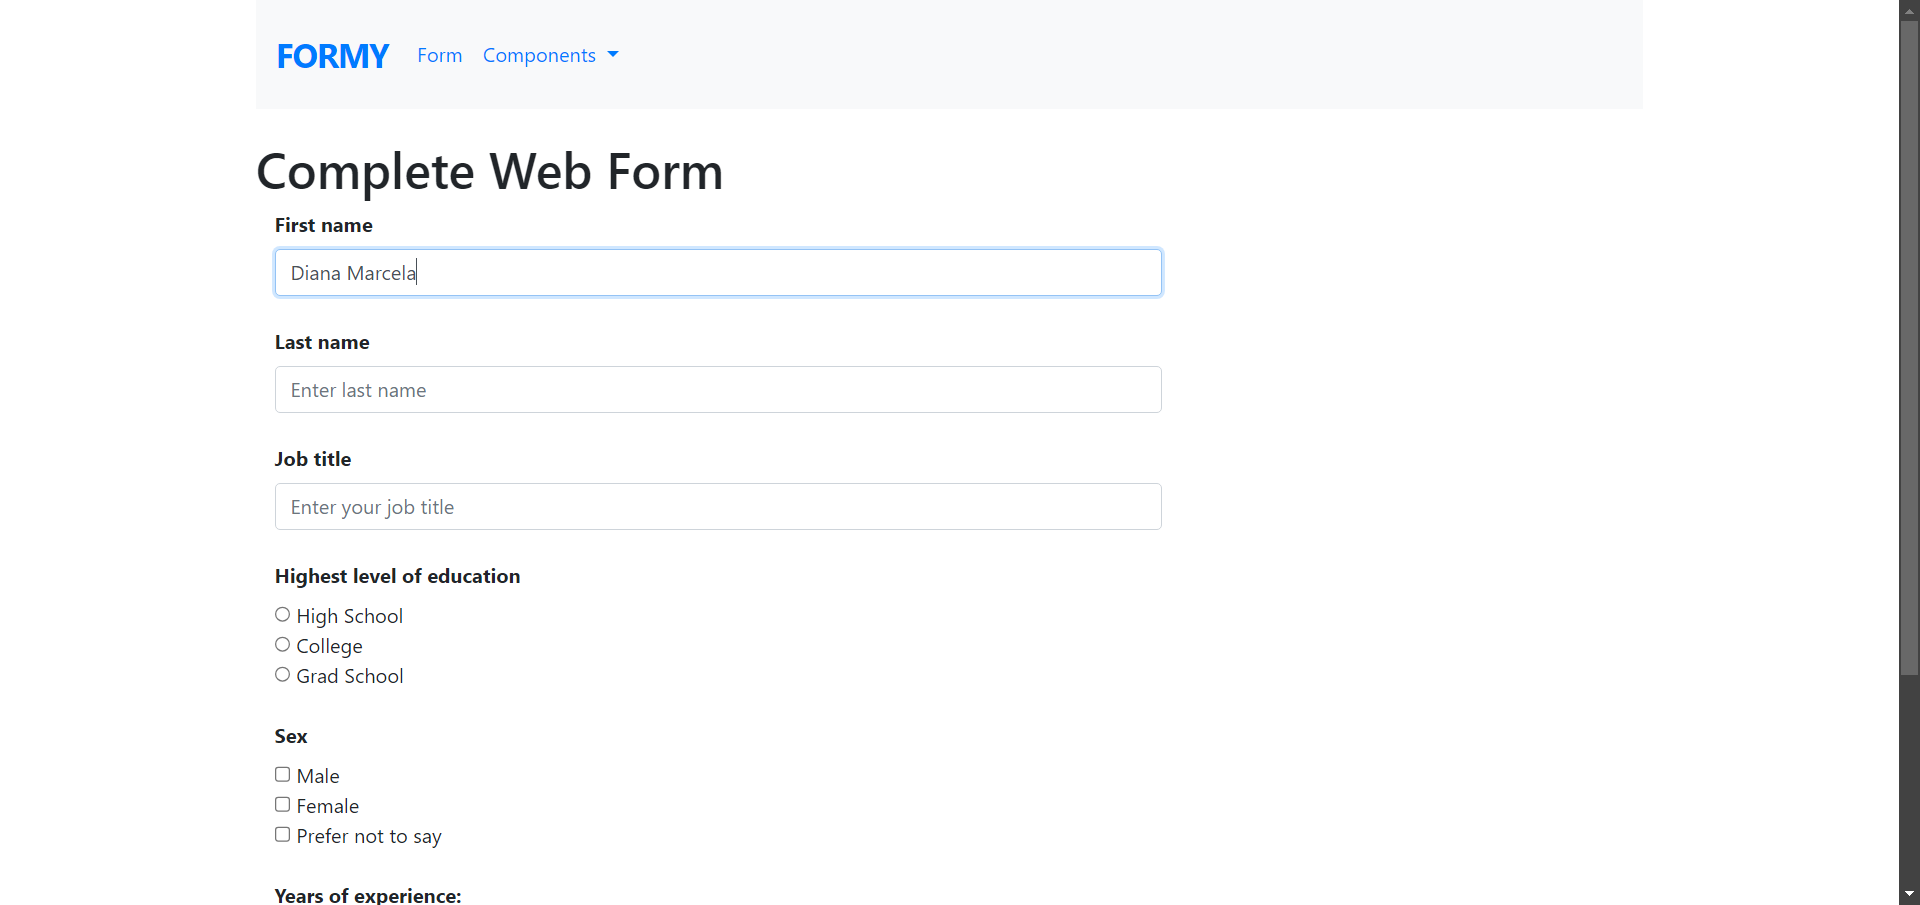 FORMY Form Components
Complete Web Form
First name
Diana Marcela
Last name
Enter last name
Job title
Enter your job title
Highest level of education
High School
College
Grad School
Sex
Male
Female
Prefer not to say
Years of experience: